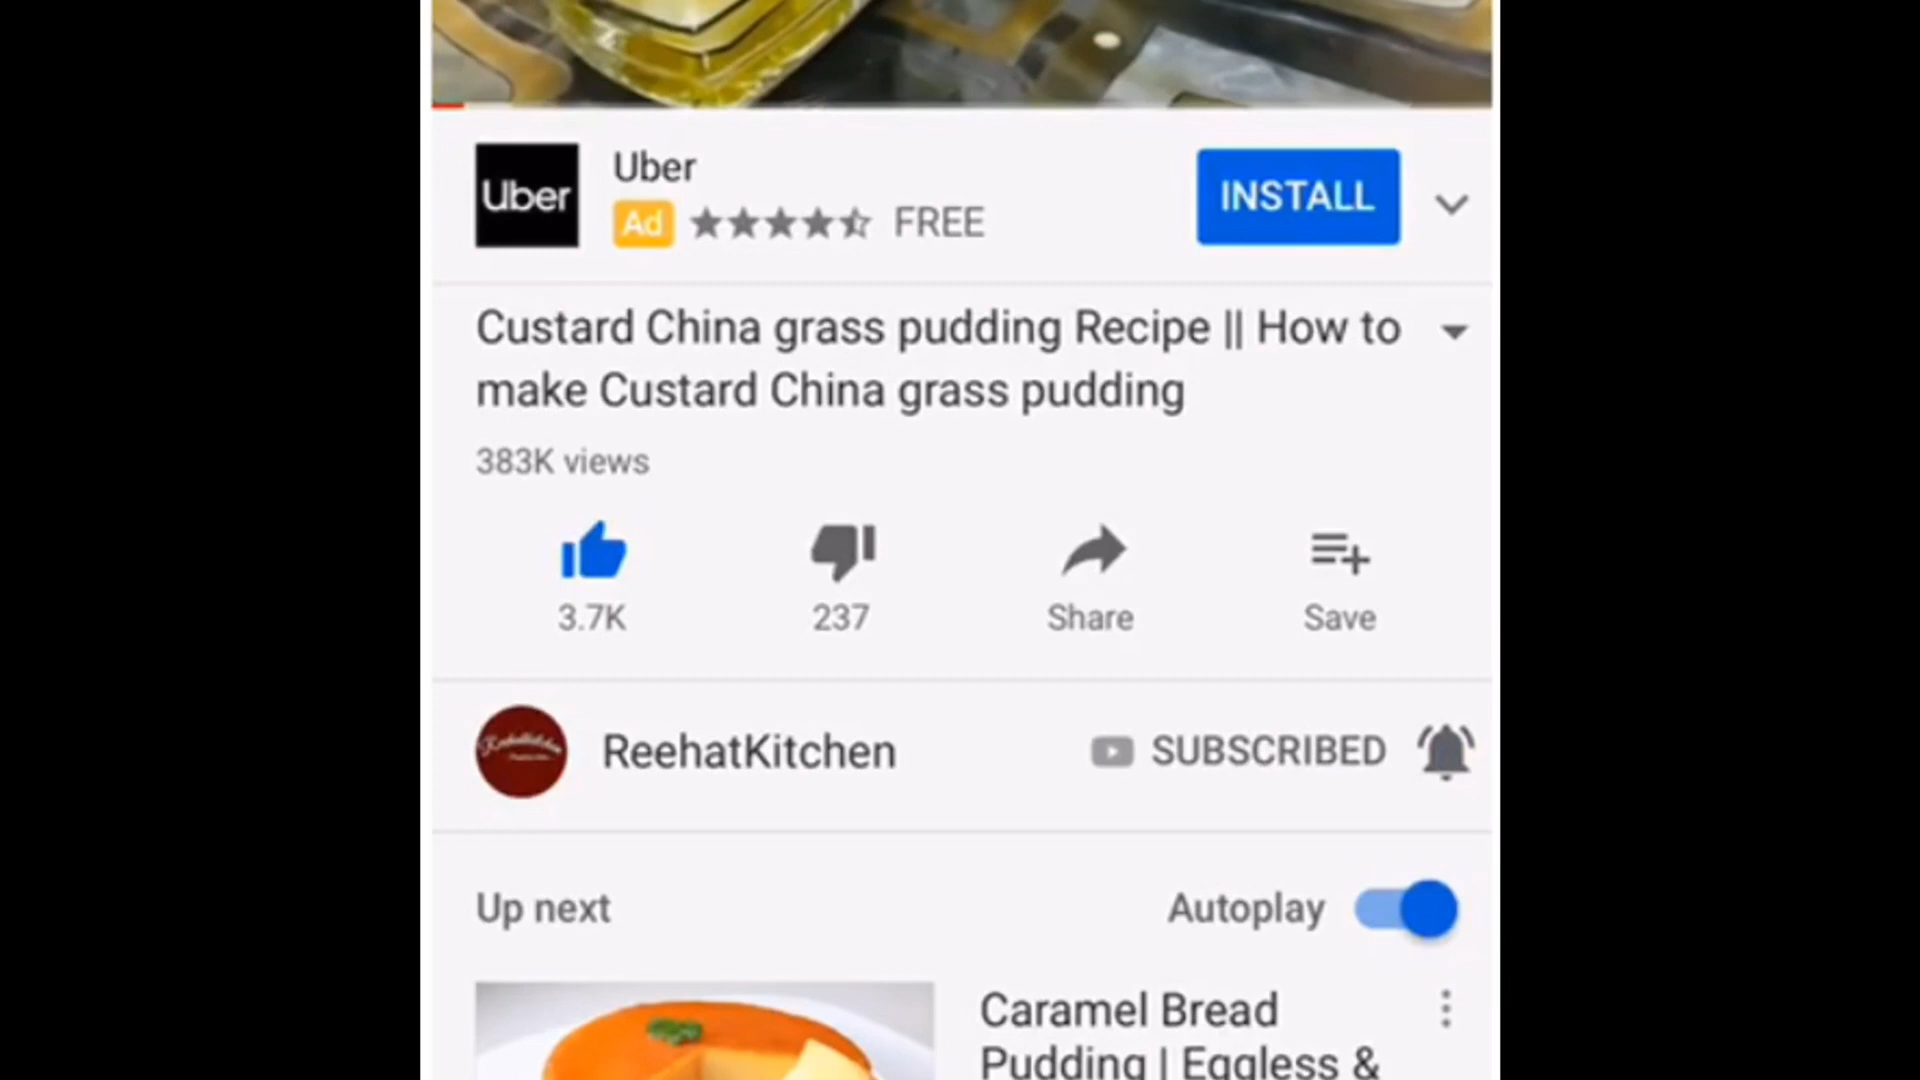 Uber
Uber
Ad FREE
INSTALL
Custard China grass pudding Recipe || How to
make Custard China grass pudding
383K views
3.7K
237
Share
Save
ReehatKitchen
SUBSCRIBED
Up next
Autoplay
Caramel Bread
Pudding | Eggless &